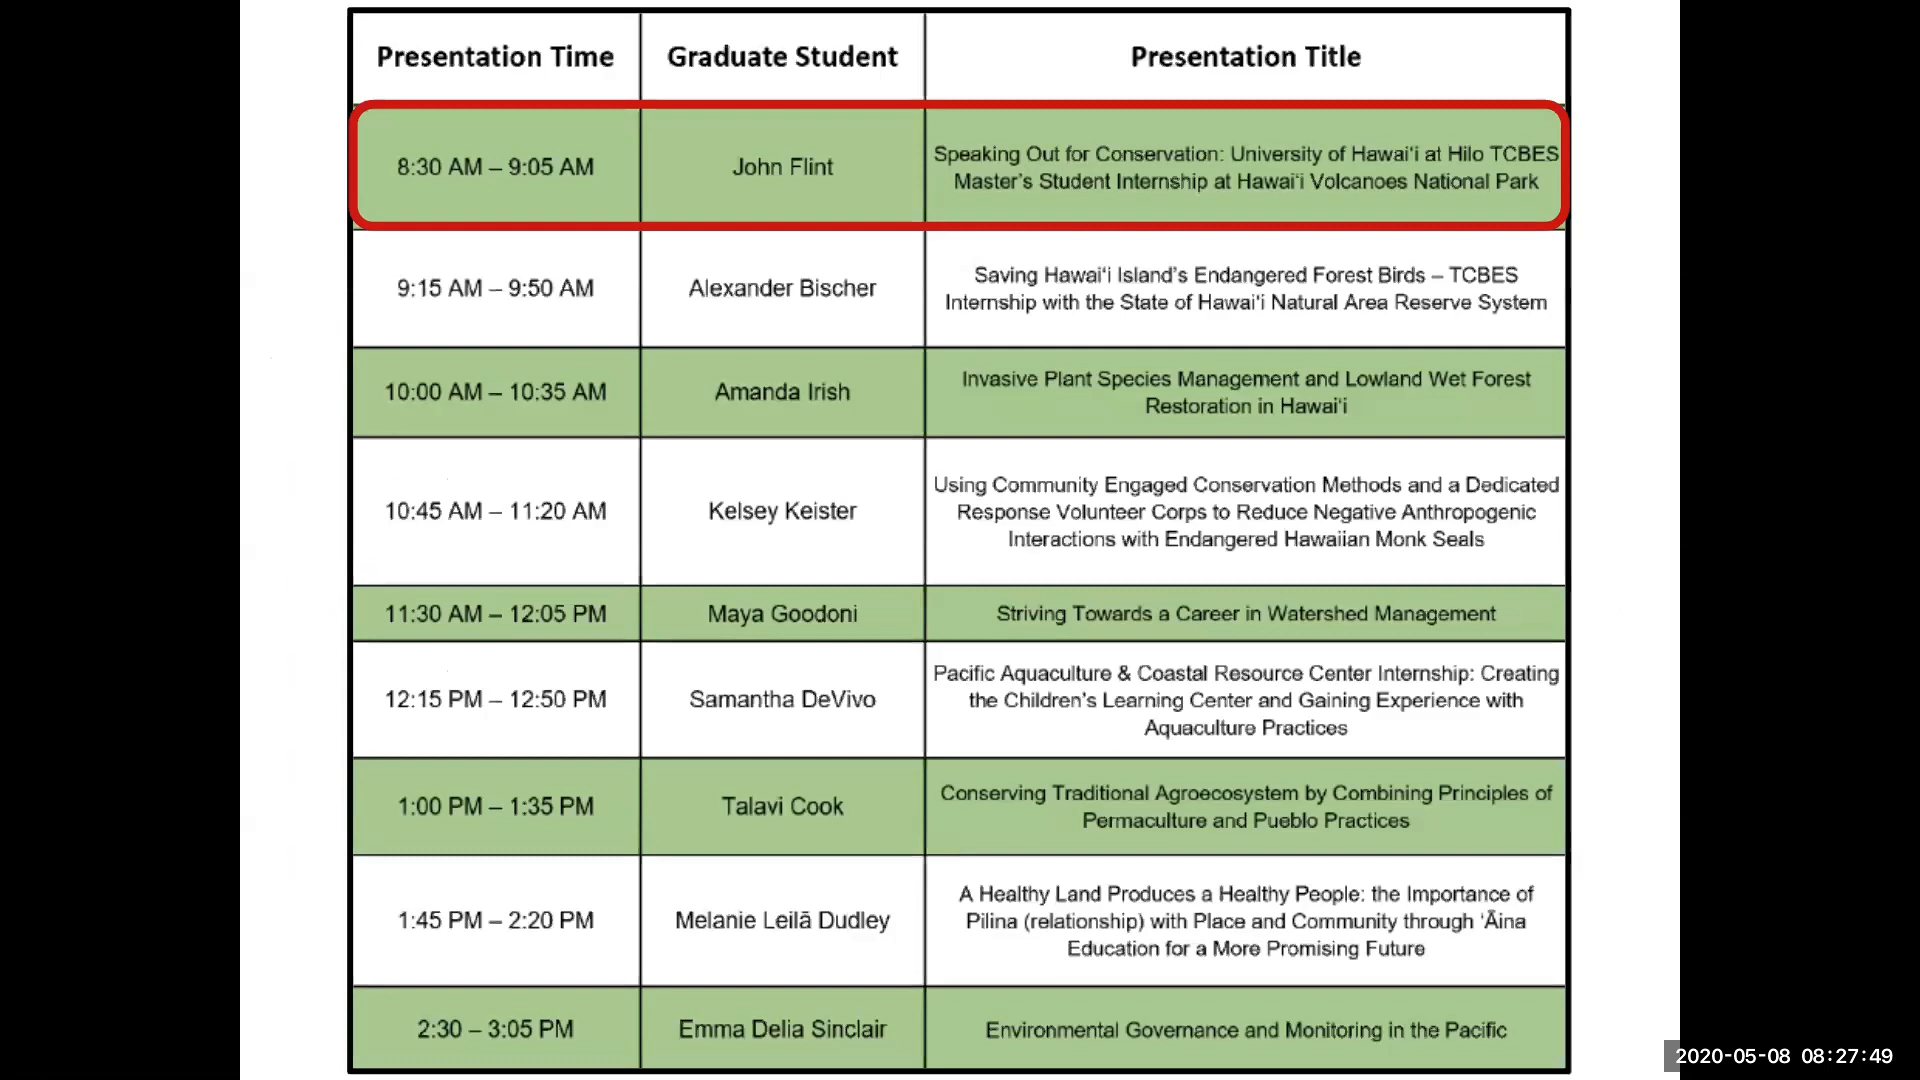 Presentation Time
Graduate Student
Presentation Title
8:30 AM – 9:05 AM
John Flint
Speaking Out for Conservation: University of Hawaiʻi at Hilo TCBES
Master’s Student Internship at Hawaiʻi Volcanoes National Park
9:15 AM – 9:50 AM
Alexander Bischer
Saving Hawaiʻi Island’s Endangered Forest Birds – TCBES
Internship with the State of Hawaiʻi Natural Area Reserve System
10:00 AM – 10:35 AM
Amanda Irish
Invasive Plant Species Management and Lowland Wet Forest
Restoration in Hawaiʻi
10:45 AM – 11:20 AM
Kelsey Keister
Using Community Engaged Conservation Methods and a Dedicated
Response Volunteer Corps to Reduce Negative Anthropogenic
Interactions with Endangered Hawaiian Monk Seals
11:30 AM – 12:05 PM
Maya Goodoni
Striving Towards a Career in Watershed Management
12:15 PM – 12:50 PM
Samantha DeVivo
Pacific Aquaculture & Coastal Resource Center Internship: Creating
the Children’s Learning Center and Gaining Experience with
Aquaculture Practices
1:00 PM – 1:35 PM
Talavi Cook
Conserving Traditional Agroecosystem by Combining Principles of
Permaculture and Pueblo Practices
1:45 PM – 2:20 PM
Melanie Leilā Dudley
A Healthy Land Produces a Healthy People: the Importance of
Pilina (relationship) with Place and Community through ʻĀina
Education for a More Promising Future
2:30 – 3:05 PM
Emma Delia Sinclair
Environmental Governance and Monitoring in the Pacific
2020-05-08 08:27:49